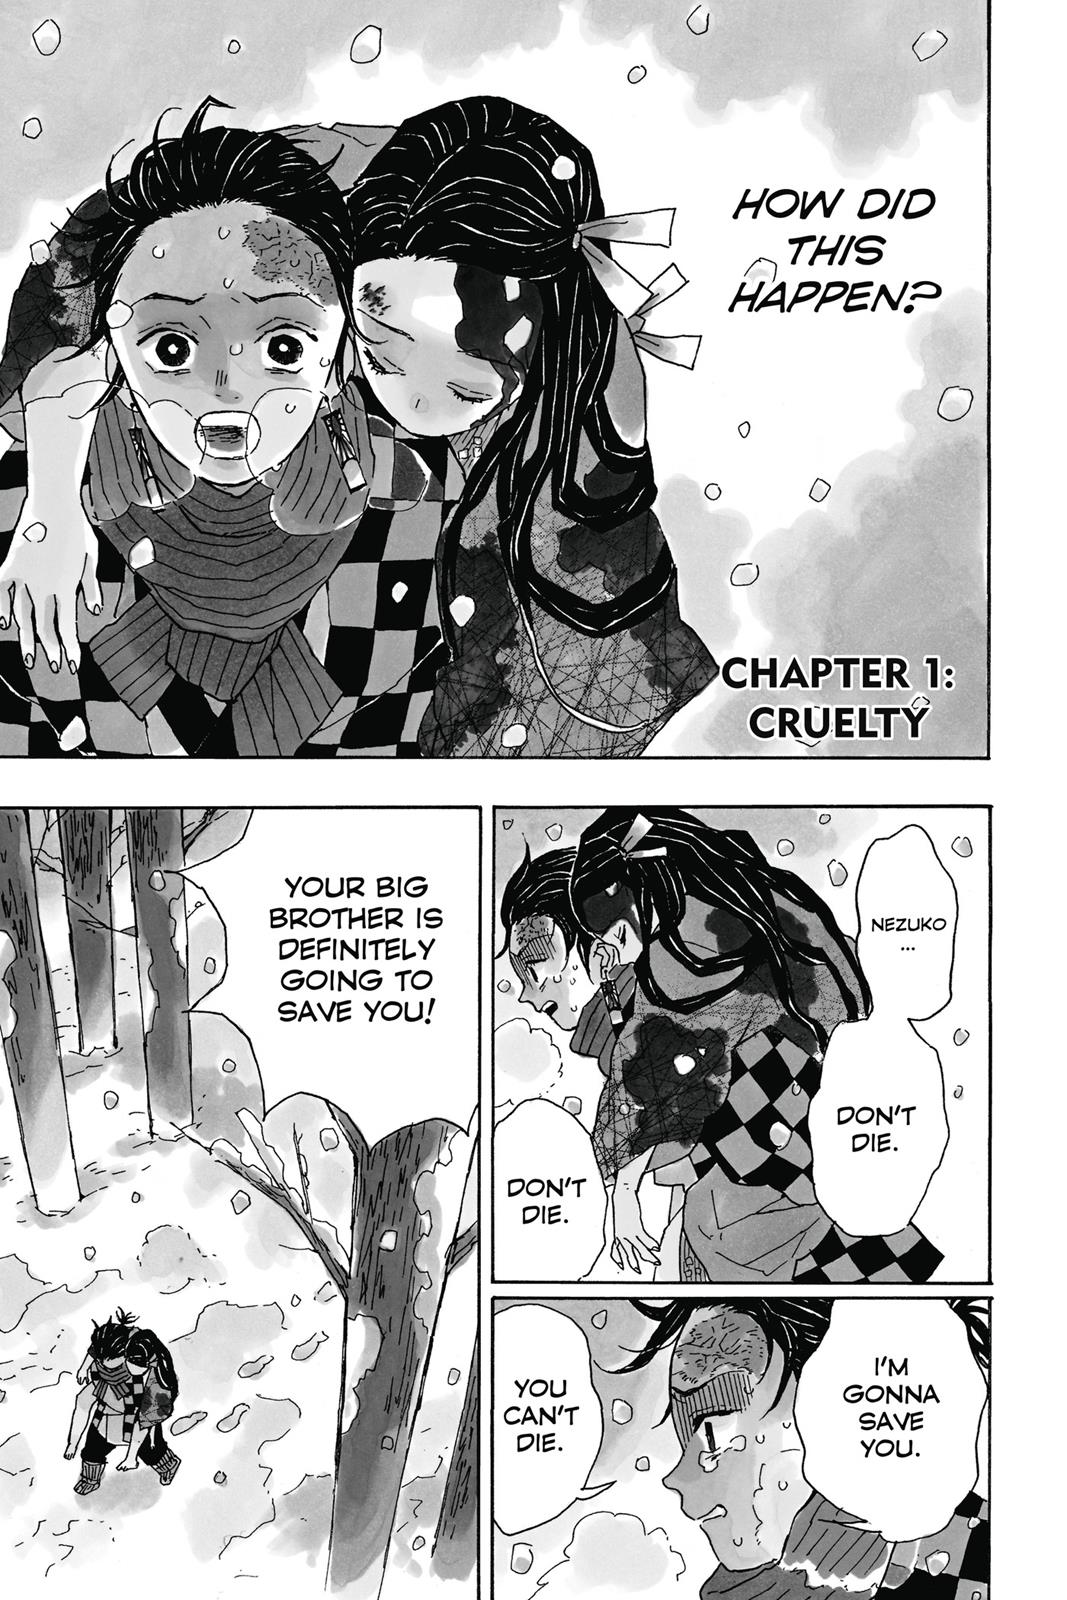 HOW DID
THIS
HAPPEN?
CHAPTER 1:
CRUELTY
NEZUKO
...
DON'T
DIE.
DON'T
DIE.
I'M
GONNA
SAVE
YOU.
YOU
CAN'T
DIE.
YOUR BIG
BROTHER IS
DEFINITELY
GOING TO
SAVE YOU!